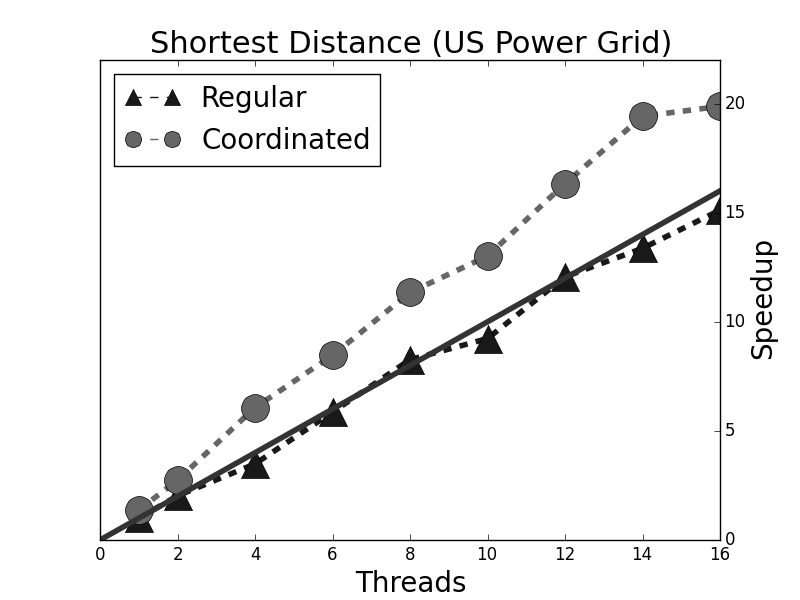 Shortest Distance (US Power Grid)
Regular
Coordinated
20
15
10
5
0
Speedup
0 2 4 6 8 10 12 14 16
Threads